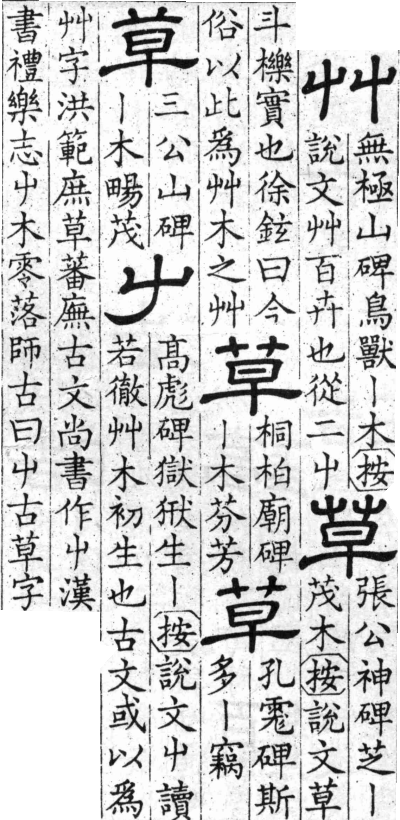 艸
無極山碑鳥獸丨木按
說文艸百卉也從二屮
草
張公神碑芝丨
茂木按說文草
斗櫟實也徐鉉曰今
俗以此爲艸木之艸
草
桐柏廟碑
丨木芬芳
草
孔碑斯
多丨竊
草
三公山碑
丨木畼茂
屮
高彪碑獄犾生丨按說文屮讀
若徹艸木初生也古文或以爲
艸字洪範庶草蕃廡古文尚書作屮漢
書禮樂志屮木零落師古曰屮古草字